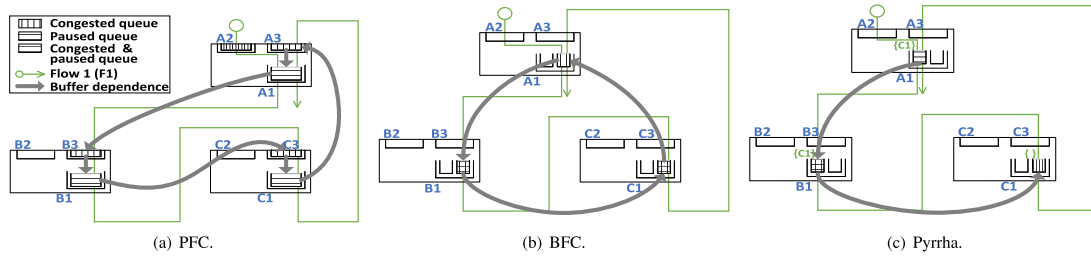 Congested queue
Paused queue
Congested &
paused queue
Flow 1 (F1)
Buffer dependence
A2
A3
A1
B2
B3
C2
C3
B1
C1
(a) PFC.
A2
A3
A1
B2
B3
C2
C3
B1
C1
(b) BFC.
A2
A3
{C1}
A1
B2
B3
C2
C3
{C1}
{ }
B1
C1
(c) Pyrrha.